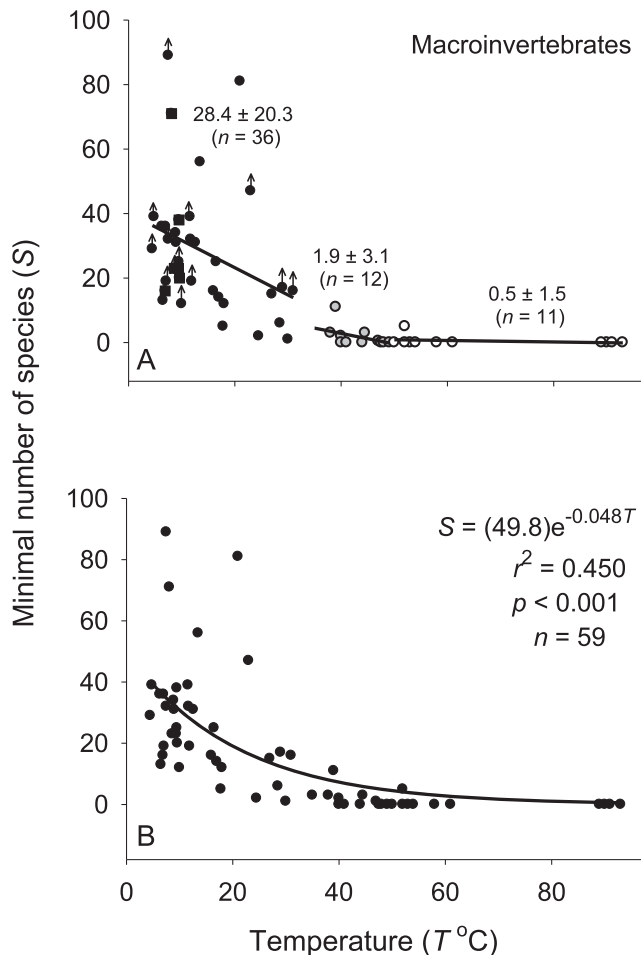 Minimal number of species (S)
100
80
60
40
20
0
Macroinvertebrates
28.4 ± 20.3
(n = 36)
1.9 ± 3.1
(n = 12)
0.5 ± 1.5
(n = 11)
A
100
80
60
40
20
0
S = (49.8)e^-0.048T
r² = 0.450
p < 0.001
n = 59
B
0 20 40 60 80
Temperature (T °C)